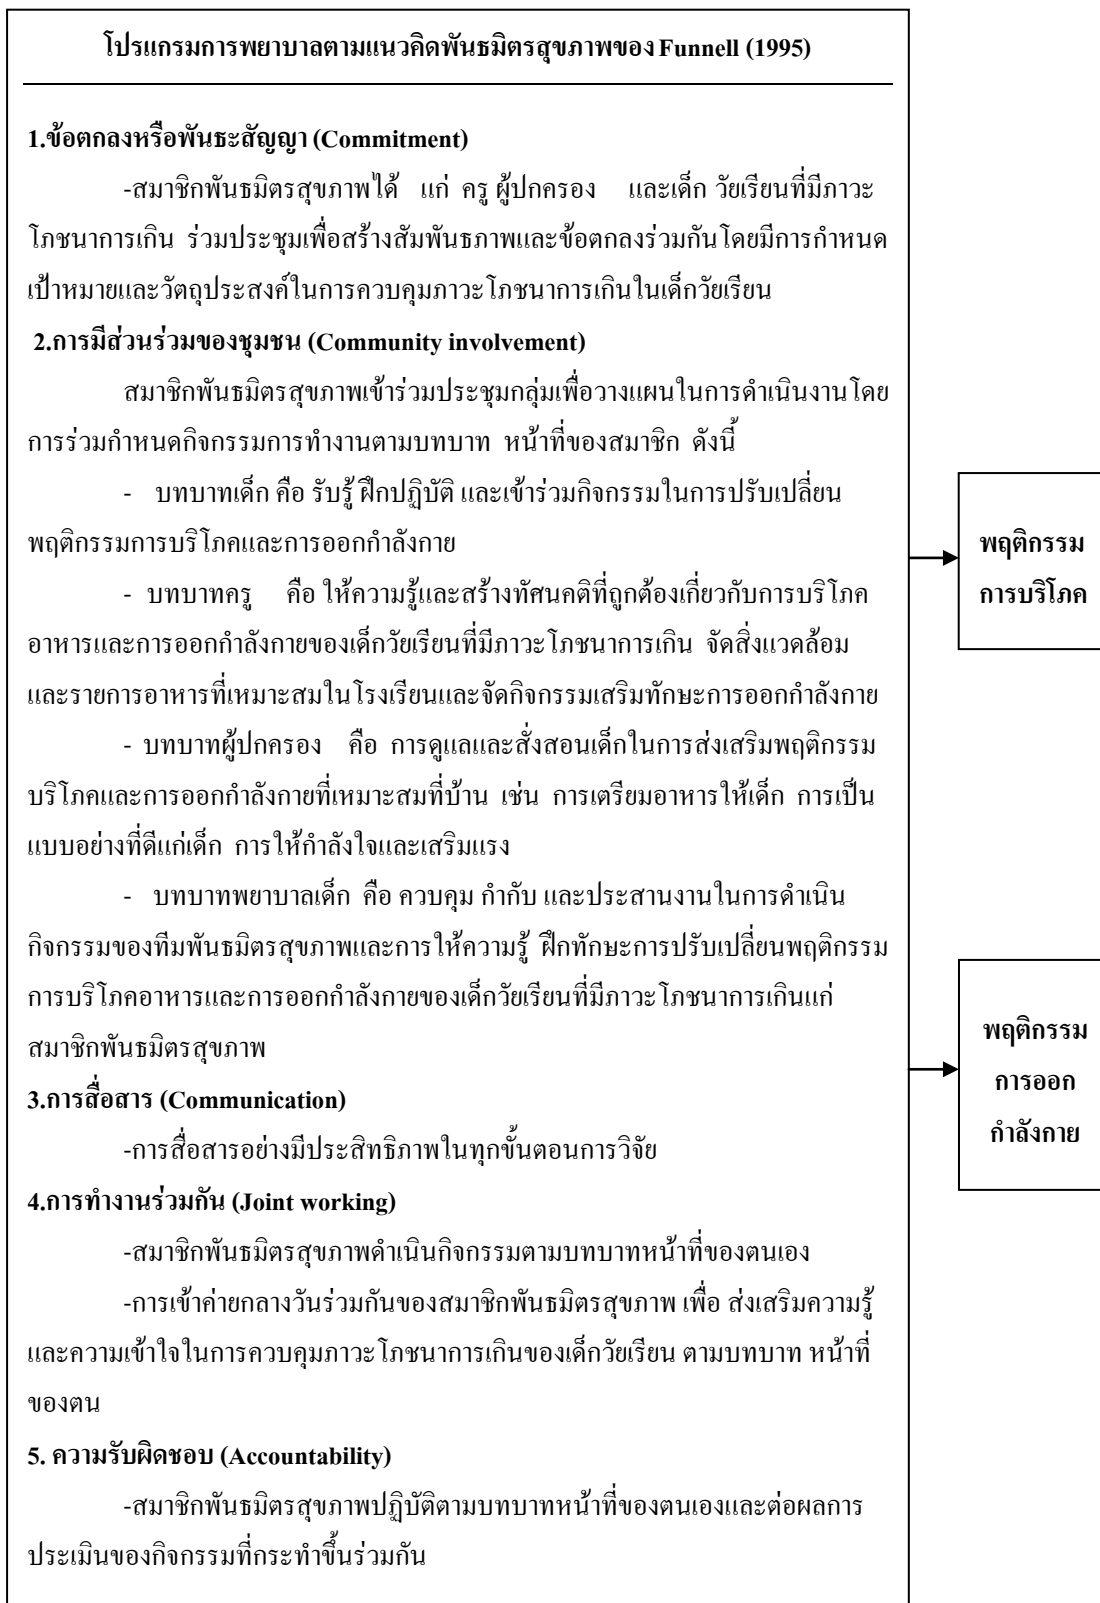 โปรแกรมการพยาบาลตามแนวคิดพันธมิตรสุขภาพของ Funnell (1995)
1.ข้อตกลงหรือพันธะสัญญา (Commitment)
-สมาชิกพันธมิตรสุขภาพได้ แก่ ครู ผู้ปกครอง และเด็ก วัยเรียนที่มีภาวะ
โภชนาการเกิน ร่วมประชุมเพื่อสร้างสัมพันธภาพและข้อตกลงร่วมกันโดยมีการกำหนด
เป้าหมายและวัตถุประสงค์ในการควบคุมภาวะโภชนาการเกินในเด็กวัยเรียน
2.การมีส่วนร่วมของชุมชน (Community involvement)
สมาชิกพันธมิตรสุขภาพเข้าร่วมประชุมกลุ่มเพื่อวางแผนในการดำเนินงานโดย
การร่วมกำหนดกิจกรรมการทำงานตามบทบาท หน้าที่ของสมาชิก ดังนี้
- บทบาทเด็ก คือ รับรู้ ฝึกปฏิบัติ และเข้าร่วมกิจกรรมในการปรับเปลี่ยน
พฤติกรรมการบริโภคและการออกกำลังกาย
- บทบาทครู คือ ให้ความรู้และสร้างทัศนคติที่ถูกต้องเกี่ยวกับการบริโภค
อาหารและการออกกำลังกายของเด็กวัยเรียนที่มีภาวะโภชนาการเกิน จัดสิ่งแวดล้อม
และรายการอาหารที่เหมาะสมในโรงเรียนและจัดกิจกรรมเสริมทักษะการออกกำลังกาย
- บทบาทผู้ปกครอง คือ การดูแลและสั่งสอนเด็กในการส่งเสริมพฤติกรรม
บริโภคและการออกกำลังกายที่เหมาะสมที่บ้าน เช่น การเตรียมอาหารให้เด็ก การเป็น
แบบอย่างที่ดีแก่เด็ก การให้กำลังใจและเสริมแรง
- บทบาทพยาบาลเด็ก คือ ควบคุม กำกับ และประสานงานในการดำเนิน
กิจกรรมของทีมพันธมิตรสุขภาพและการให้ความรู้ ฝึกทักษะการปรับเปลี่ยนพฤติกรรม
การบริโภคอาหารและการออกกำลังกายของเด็กวัยเรียนที่มีภาวะโภชนาการเกินแก่
สมาชิกพันธมิตรสุขภาพ
3.การสื่อสาร (Communication)
-การสื่อสารอย่างมีประสิทธิภาพในทุกขั้นตอนการวิจัย
4.การทำงานร่วมกัน (Joint working)
-สมาชิกพันธมิตรสุขภาพดำเนินกิจกรรมตามบทบาทหน้าที่ของตนเอง
-การเข้าค่ายกลางวันร่วมกันของสมาชิกพันธมิตรสุขภาพ เพื่อ ส่งเสริมความรู้
และความเข้าใจในการควบคุมภาวะโภชนาการเกินของเด็กวัยเรียน ตามบทบาท หน้าที่
ของตน
5. ความรับผิดชอบ (Accountability)
-สมาชิกพันธมิตรสุขภาพปฏิบัติตามบทบาทหน้าที่ของตนเองและต่อผลการ
ประเมินของกิจกรรมที่กระทำขึ้นร่วมกัน
พฤติกรรม
การบริโภค
พฤติกรรม
การออก
กำลังกาย